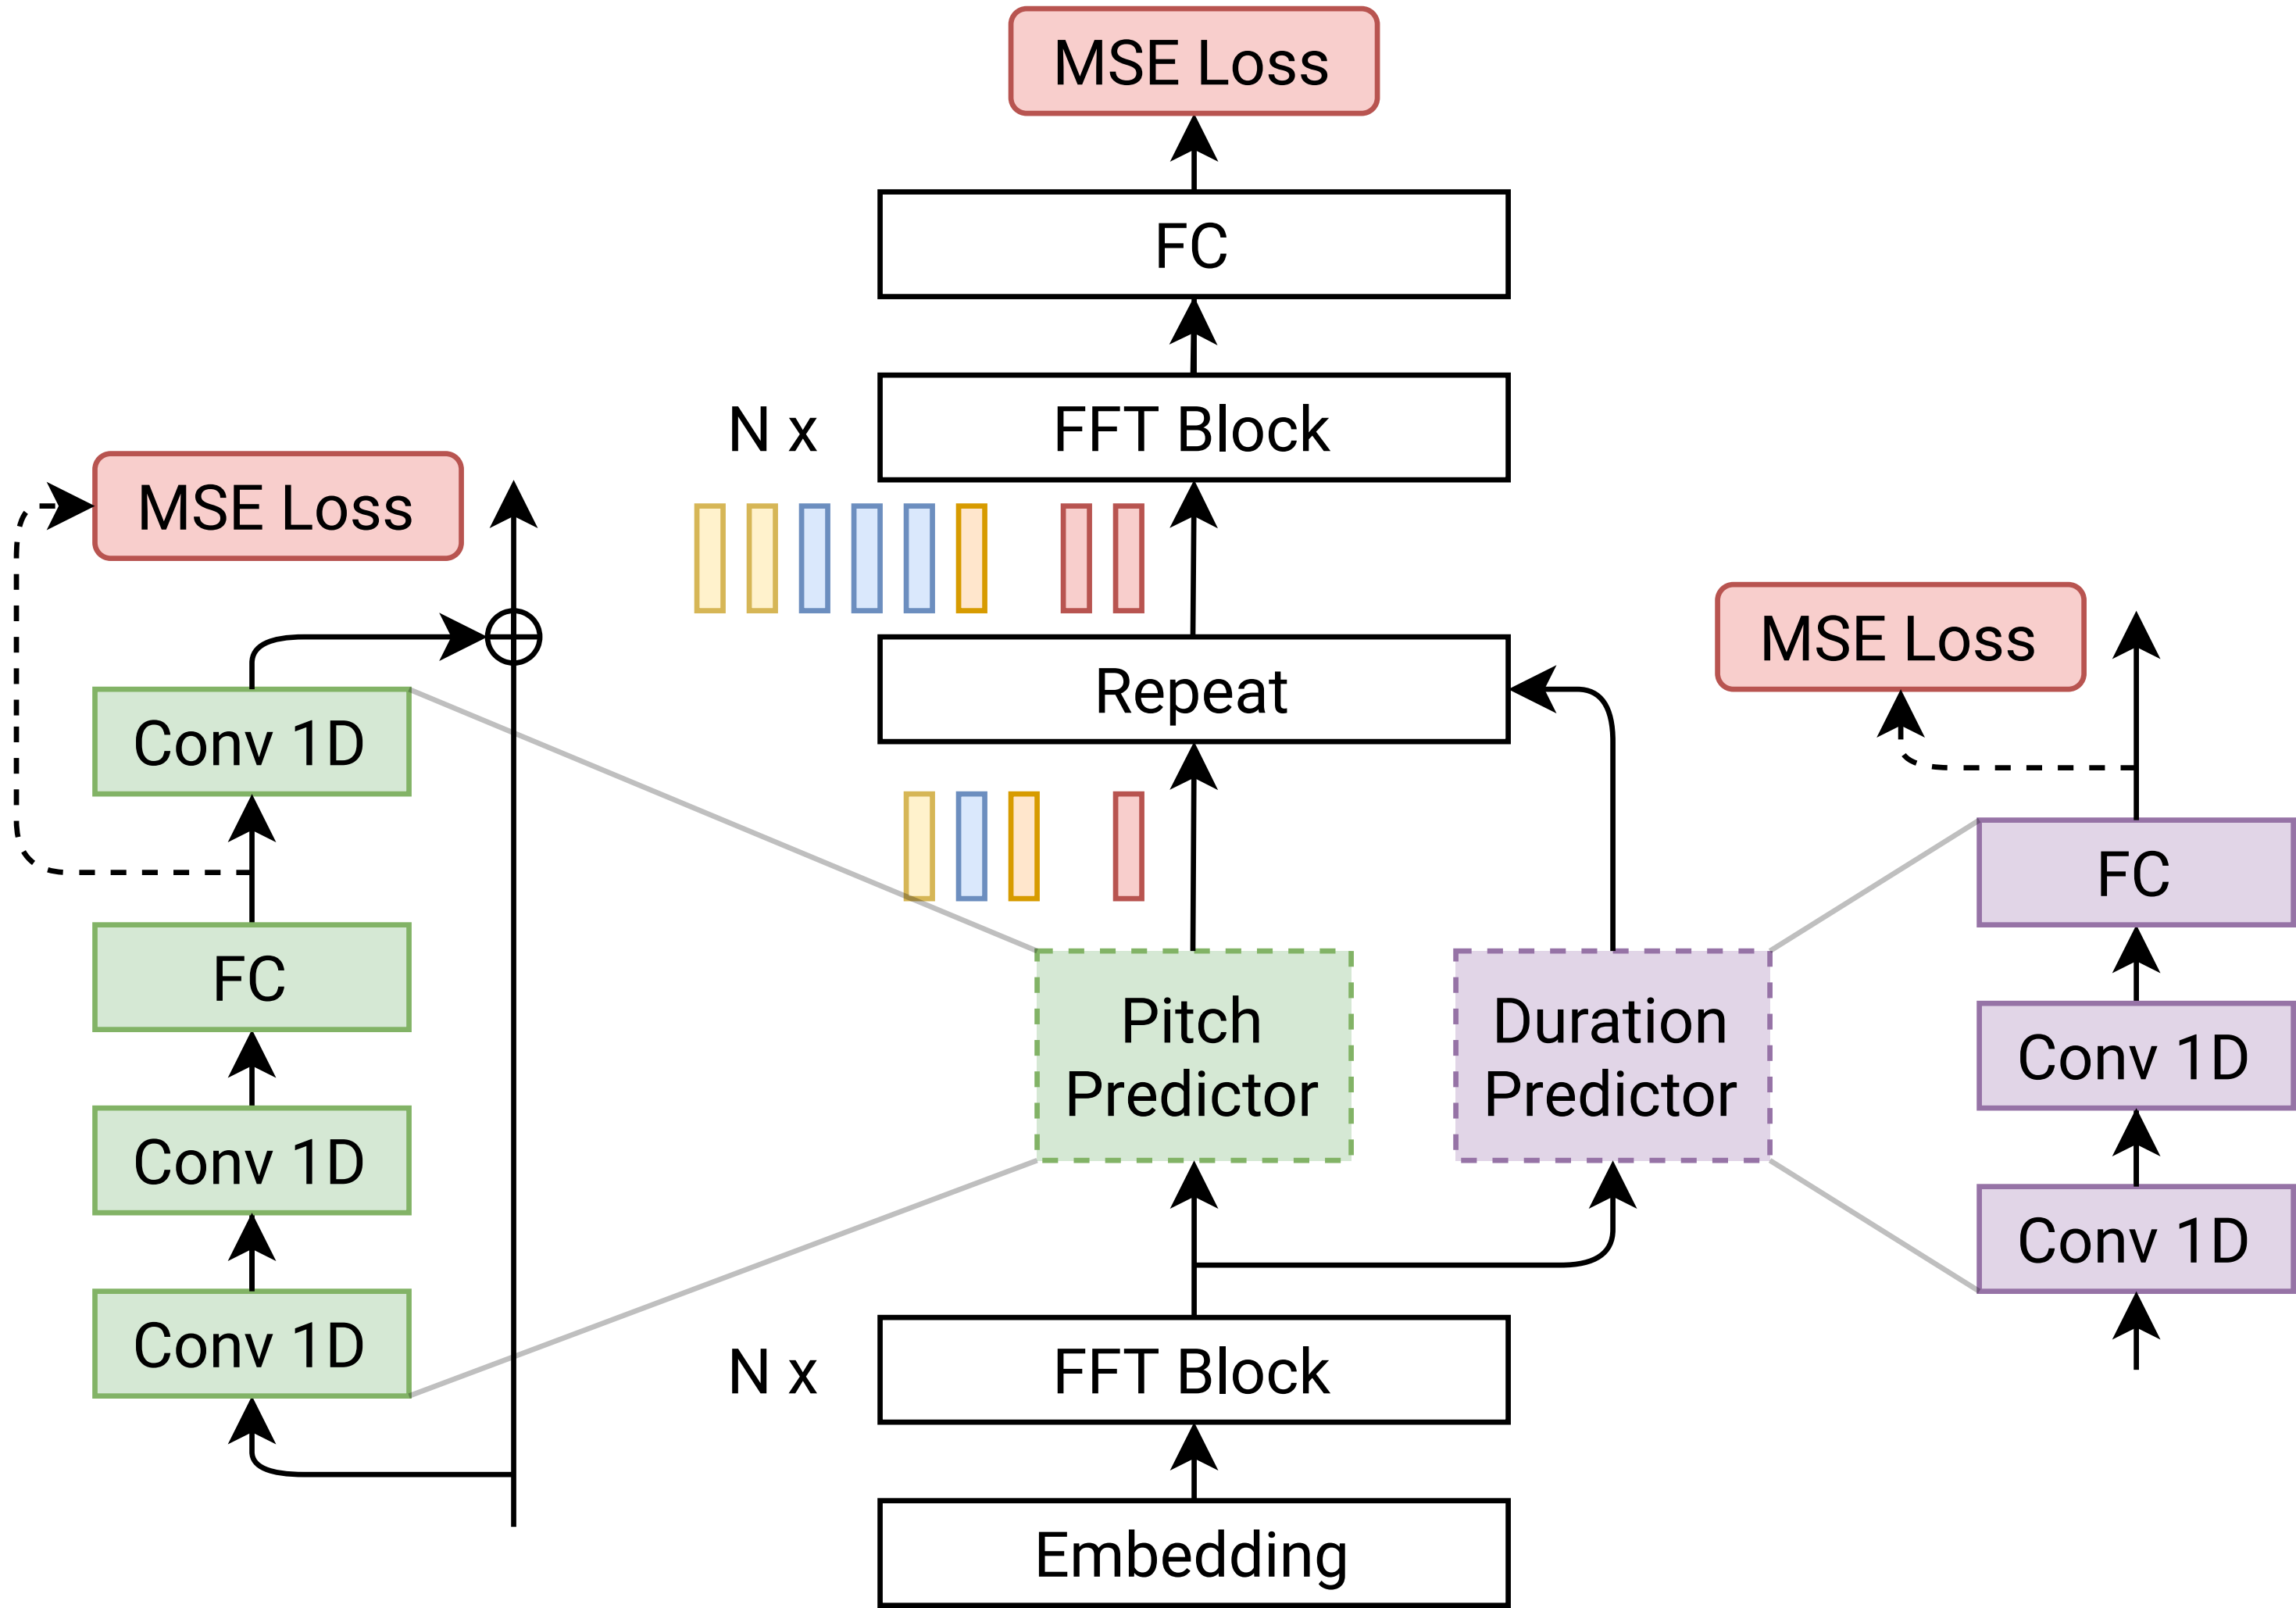 MSE Loss
FC
N x
FFT Block
MSE Loss
MSE Loss
Repeat
Conv 1D
FC
FC
Pitch
Predictor
Duration
Predictor
Conv 1D
Conv 1D
Conv 1D
Conv 1D
N x
FFT Block
Embedding